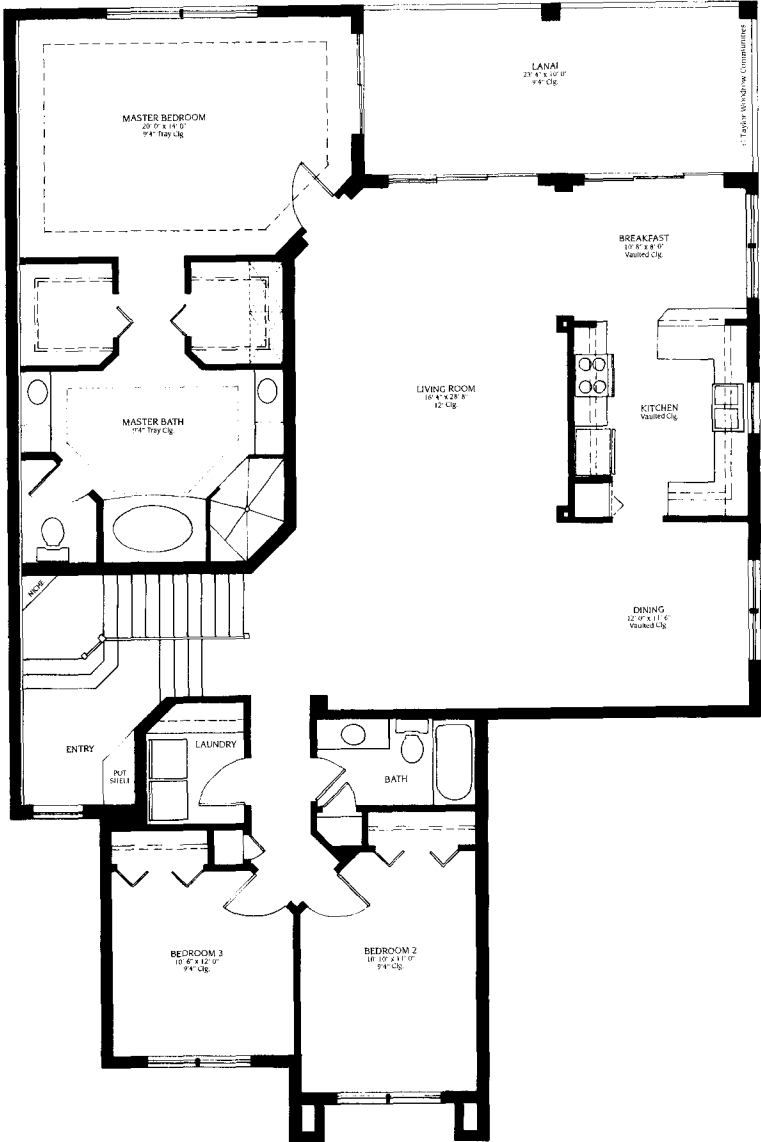 LANAI
23' 4" x 10' 0"
9'4" Clg.
© Taylor Woodrow Communities
MASTER BEDROOM
20' 0" x 14' 0"
9'4" Tray Clg
BREAKFAST
10' 8" x 8' 0"
Vaulted Clg.
LIVING ROOM
16' 4" x 28' 8"
12' Clg.
KITCHEN
Vaulted Clg.
MASTER BATH
9'4" Tray Clg.
NICHE
DINING
12' 0" x 11' 6"
Vaulted Clg
ENTRY
LAUNDRY
POT
SHELF
BATH
BEDROOM 3
10' 6" x 12' 0"
9'4" Clg.
BEDROOM 2
10' 10" x 11' 0"
9'4" Clg.